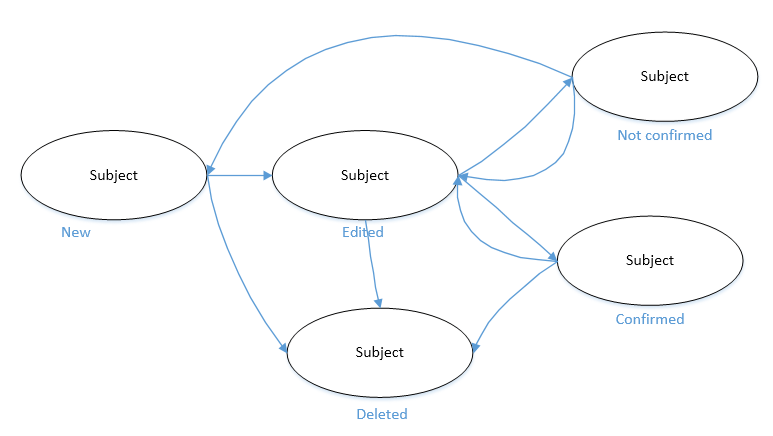 Subject
Not confirmed
Subject
New
Subject
Edited
Subject
Confirmed
Subject
Deleted